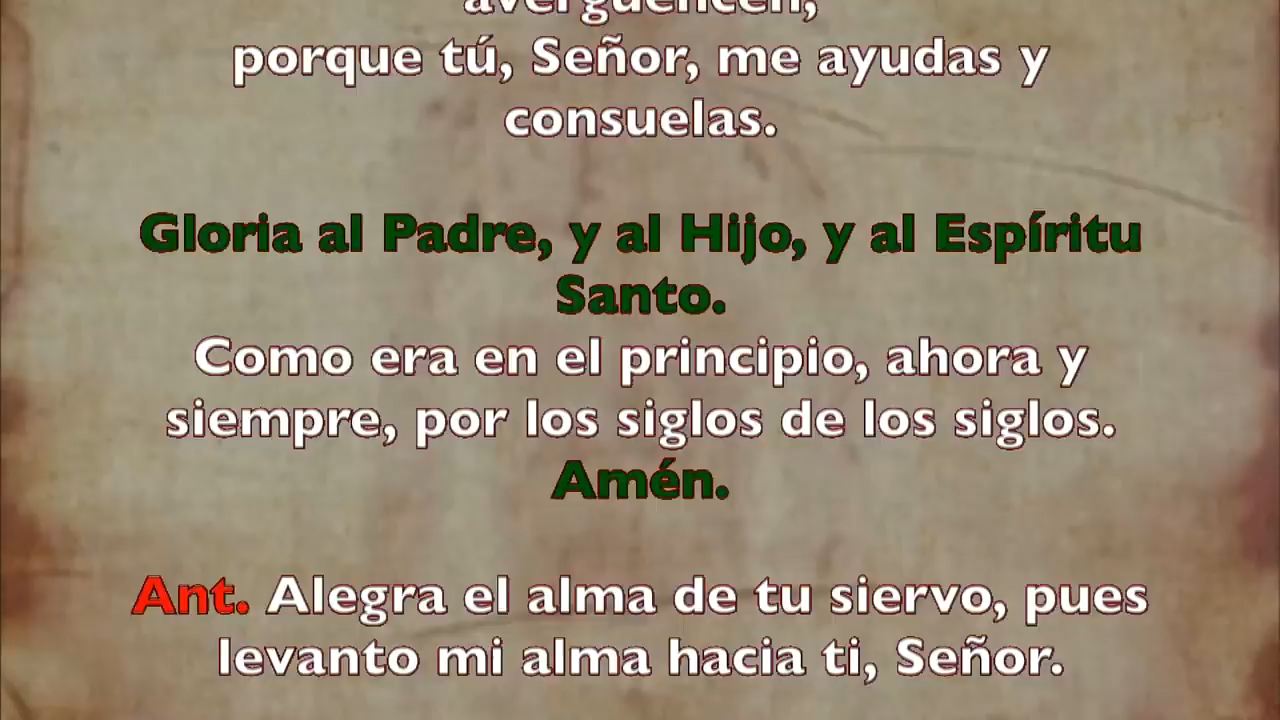 avergüencen,
porque tú, Señor, me ayudas y
consuelas.
Gloria al Padre, y al Hijo, y al Espíritu
Santo.
Como era en el principio, ahora y
siempre, por los siglos de los siglos.
Amén.
Ant. Alegra el alma de tu siervo, pues
levanto mi alma hacia ti, Señor.